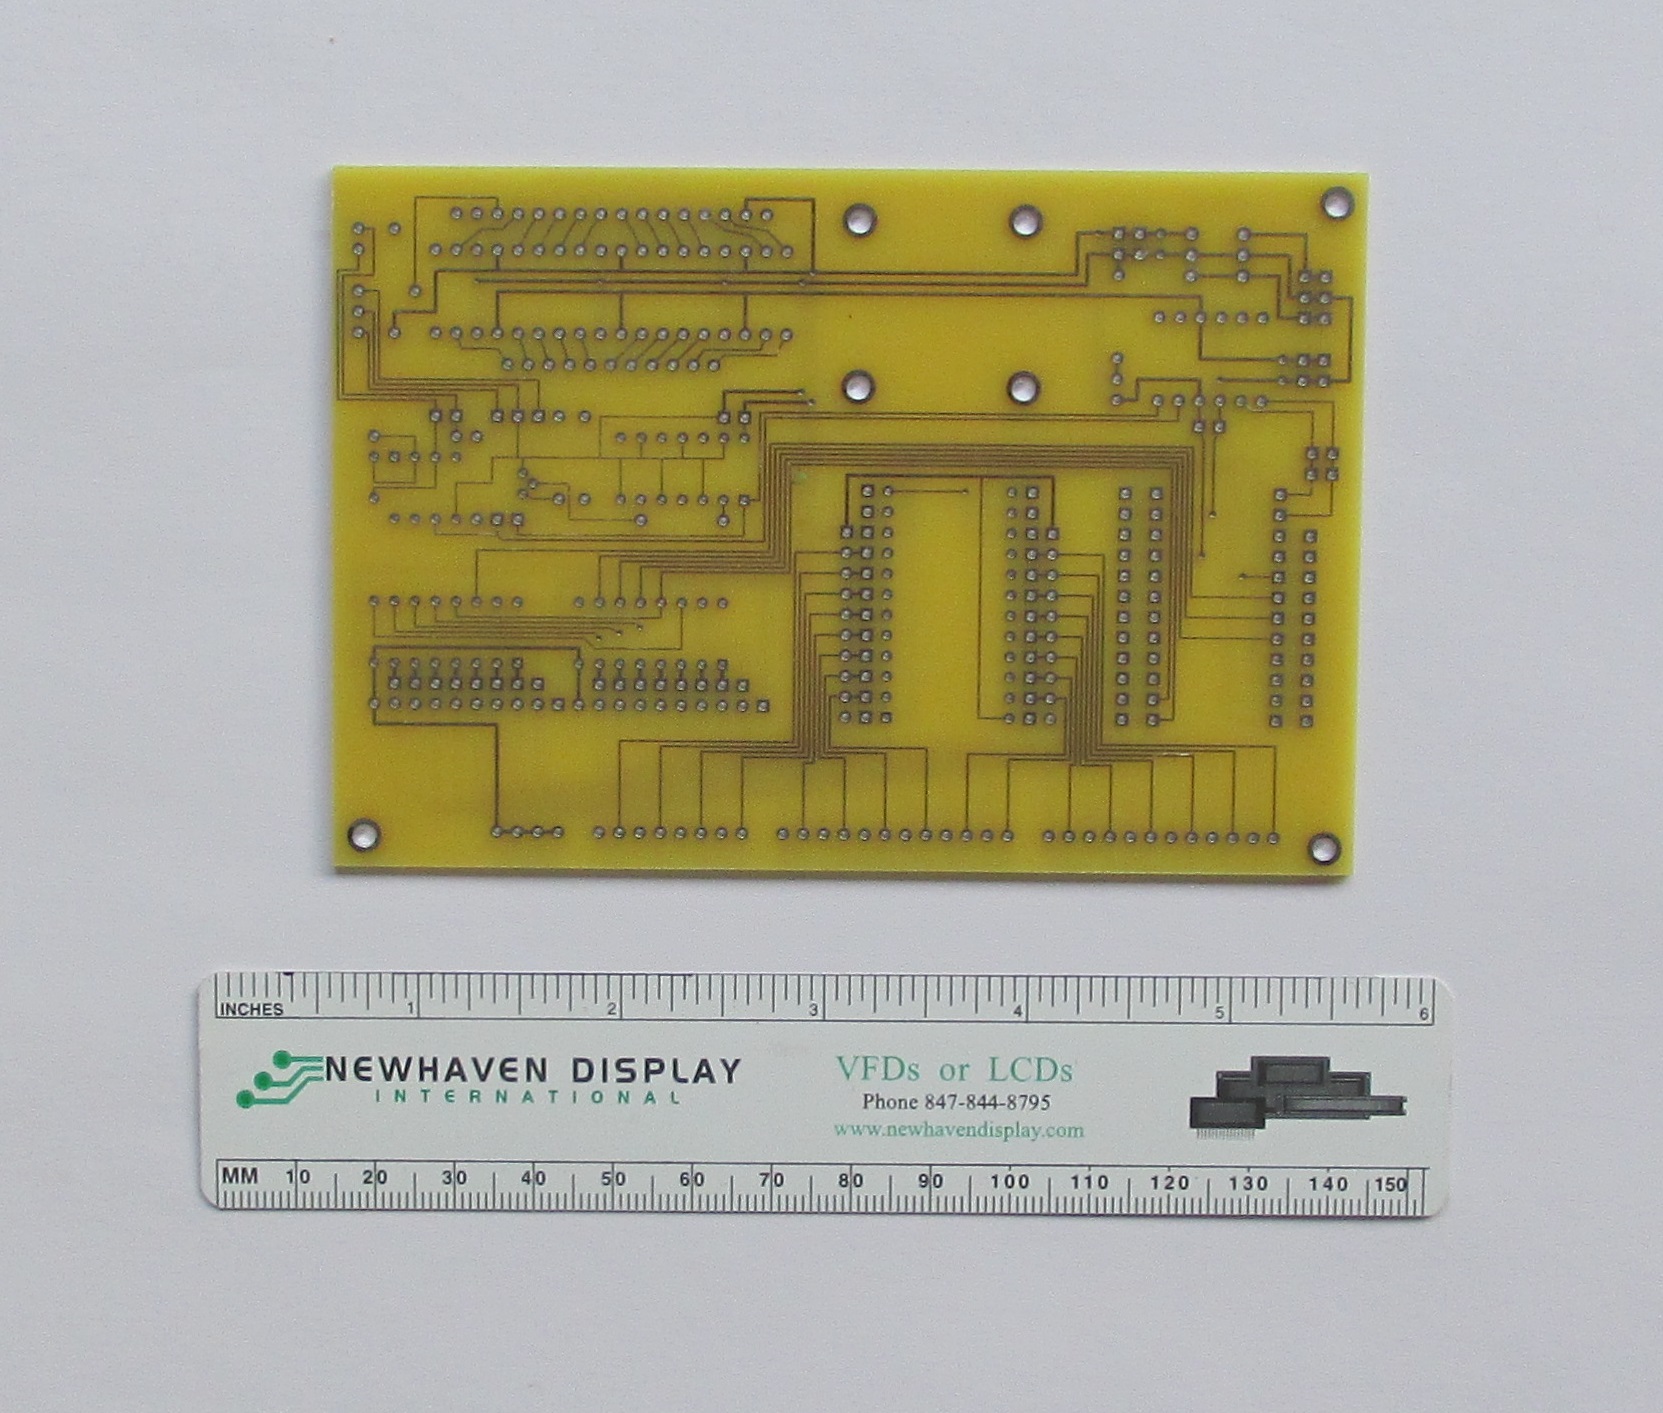 1 2 3 4 5 6
INCHES
NEWHAVEN DISPLAY
INTERNATIONAL
VFDs or LCDs
Phone 847-844-8795
www.newhavendisplay.com
MM 10 20 30 40 50 60 70 80 90 100 110 120 130 140 150